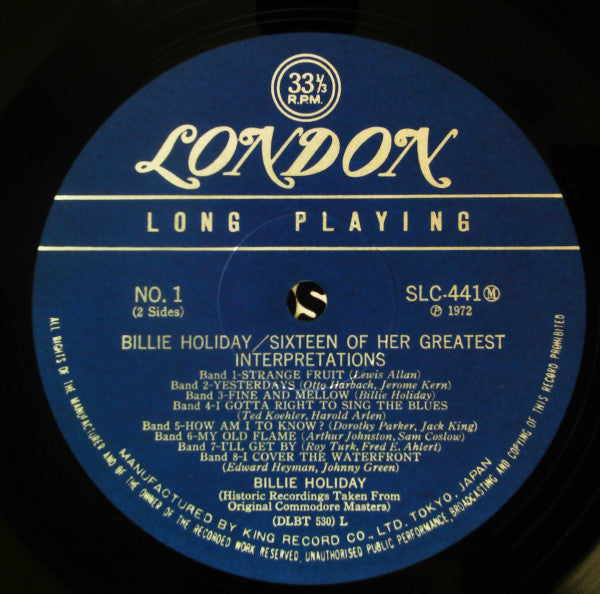 33⅓
R.P.M.
LONDON
LONG PLAYING
NO. 1
(2 Sides)
SLC-441Ⓜ
Ⓟ 1972
BILLIE HOLIDAY/SIXTEEN OF HER GREATEST
INTERPRETATIONS
Band 1-STRANGE FRUIT (Lewis Allan)
Band 2-YESTERDAYS (Otto Harbach, Jerome Kern)
Band 3-FINE AND MELLOW (Billie Holiday)
Band 4-I GOTTA RIGHT TO SING THE BLUES
(Ted Koehler, Harold Arlen)
Band 5-HOW AM I TO KNOW? (Dorothy Parker, Jack King)
Band 6-MY OLD FLAME (Arthur Johnston, Sam Coslow)
Band 7-I'LL GET BY (Roy Turk, Fred E. Ahlert)
Band 8-I COVER THE WATERFRONT
(Edward Heyman, Johnny Green)
BILLIE HOLIDAY
(Historic Recordings Taken From
Original Commodore Masters)
(DLBT 530) L
MANUFACTURED BY KING RECORD CO., LTD. TOKYO, JAPAN
ALL RIGHTS OF THE MANUFACTURER AND OF THE OWNER OF THE RECORDED WORK RESERVED. UNAUTHORISED PUBLIC PERFORMANCE, BROADCASTING AND COPYING OF THIS RECORD PROHIBITED